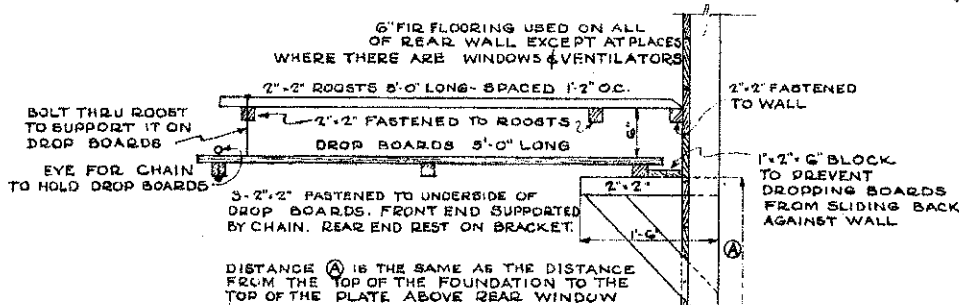 6" FIR FLOORING USED ON ALL
OF REAR WALL EXCEPT AT PLACES
WHERE THERE ARE WINDOWS & VENTILATORS
2"×2" ROOSTS 5'-0" LONG - SPACED 1'-2" O.C.
2"×2" FASTENED
TO WALL
BOLT THRU ROOST
TO SUPPORT IT ON
DROP BOARDS
2"×2" FASTENED TO ROOSTS
6"
DROP BOARDS 5'-0" LONG
EYE FOR CHAIN
TO HOLD DROP BOARDS
1"×2"×6" BLOCK
TO PREVENT
DROPPING BOARDS
FROM SLIDING BACK
AGAINST WALL
3-2"×2" FASTENED TO UNDERSIDE OF
DROP BOARDS. FRONT END SUPPORTED
BY CHAIN. REAR END REST ON BRACKET.
2"×2"
1'-6"
A
DISTANCE A IS THE SAME AS THE DISTANCE
FROM THE TOP OF THE FOUNDATION TO THE
TOP OF THE PLATE ABOVE REAR WINDOW